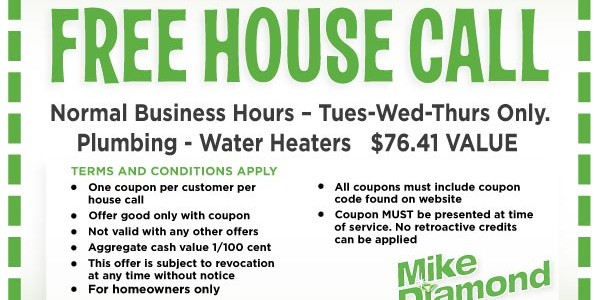 FREE HOUSE CALL
Normal Business Hours – Tues-Wed-Thurs Only.
Plumbing - Water Heaters $76.41 VALUE
TERMS AND CONDITIONS APPLY
• One coupon per customer per
house call
• Offer good only with coupon
• Not valid with any other offers
• Aggregate cash value 1/100 cent
• This offer is subject to revocation
at any time without notice
• For homeowners only
• All coupons must include coupon
code found on website
• Coupon MUST be presented at time
of service. No retroactive credits
can be applied
Mike
Diamond